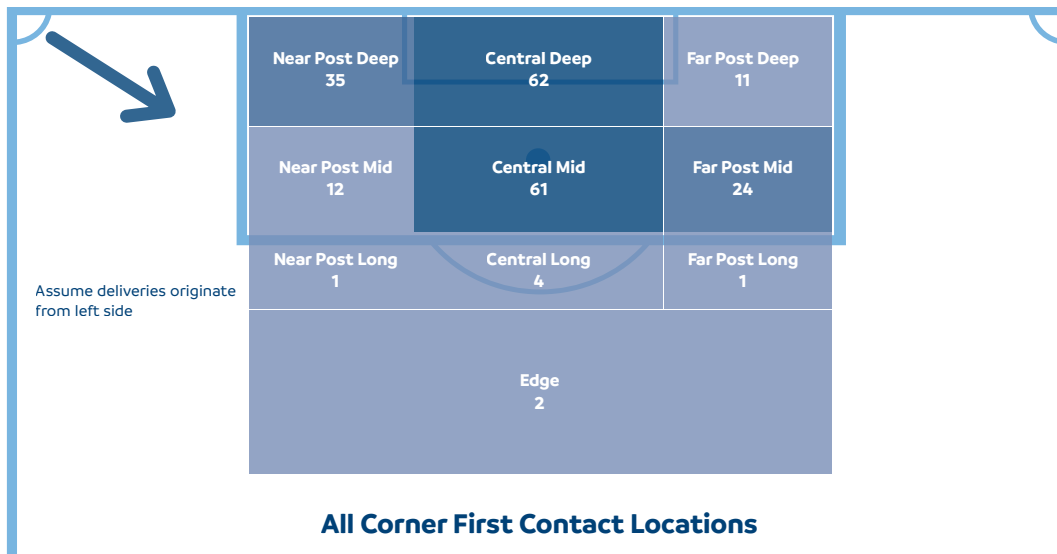 Near Post Deep
35
Central Deep
62
Far Post Deep
11
Near Post Mid
12
Central Mid
61
Far Post Mid
24
Near Post Long
1
Central Long
4
Far Post Long
1
Assume deliveries originate
from left side
Edge
2
All Corner First Contact Locations